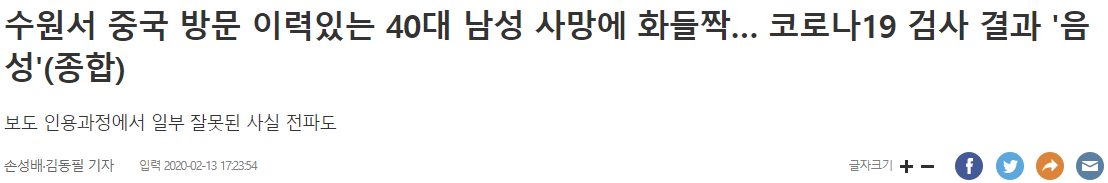 수원서 중국 방문 이력있는 40대 남성 사망에 화들짝... 코로나19 검사 결과 '음
성'(종합)
보도 인용과정에서 일부 잘못된 사실 전파도
손성배·김동필 기자 입력 2020-02-13 17:23:54 글자크기